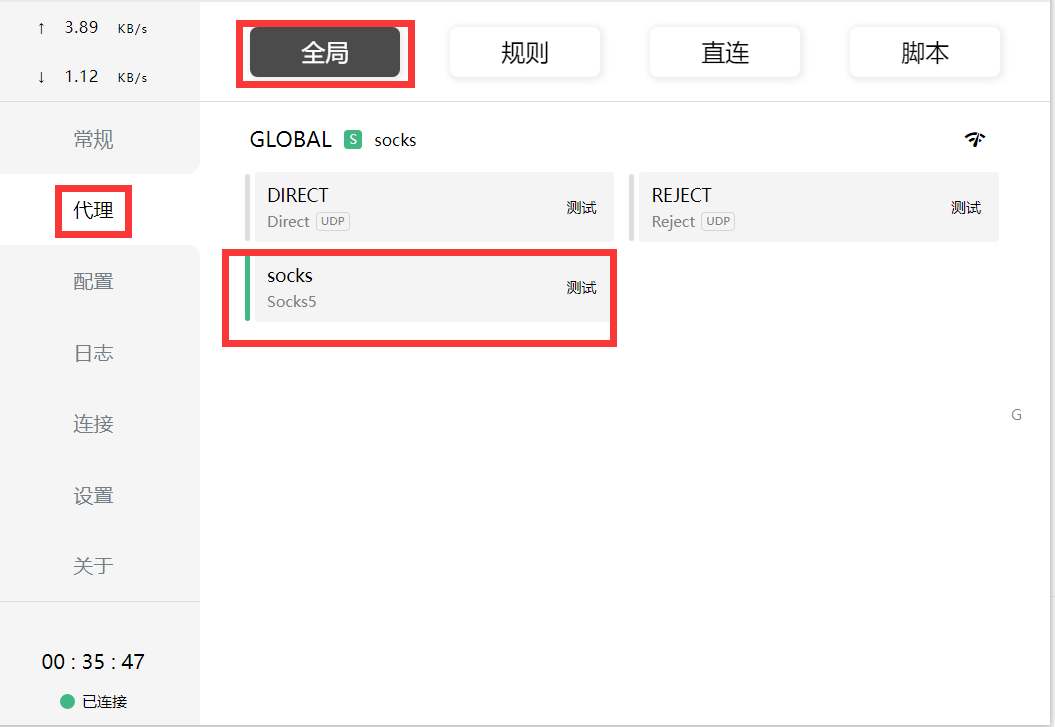 ↑ 3.89 KB/s
↓ 1.12 KB/s
常规
代理
配置
日志
连接
设置
关于
00 : 35 : 47
已连接
全局 规则 直连 脚本
GLOBAL S socks
DIRECT
Direct UDP
测试
REJECT
Reject UDP
测试
socks
Socks5
测试
G